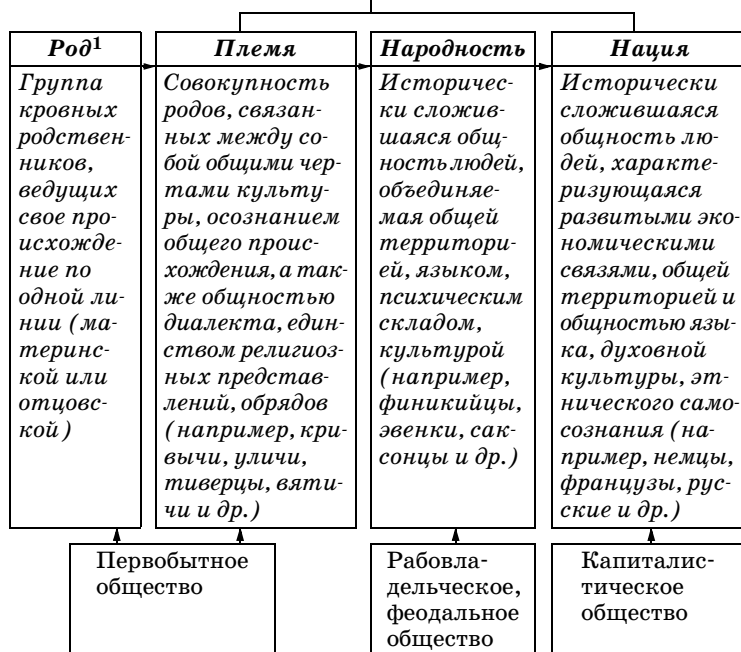 Род¹
Группа
кровных
родствен-
ников,
ведущих
свое про-
исхожде-
ние по
одной ли-
нии (ма-
теринс-
кой или
отцовс-
кой)
Племя
Совокупность
родов, связан-
ных между со-
бой общими чер-
тами культу-
ры, осознанием
общего проис-
хождения, а так-
же общностью
диалекта, един-
ством религиоз-
ных представ-
лений, обрядов
(например, кри-
вычи, уличи,
тиверцы, вяти-
чи и др.)
Народность
Историчес-
ки сложив-
шаяся общ-
ность людей,
объединяе-
мая общей
территори-
ей, языком,
психическим
складом,
культурой
(например,
финикийцы,
эвенки, сак-
сонцы и др.)
Нация
Исторически
сложившаяся
общность лю-
дей, характе-
ризующаяся
развитыми эко-
номическими
связями, общей
территорией и
общностью язы-
ка, духовной
культуры, эт-
нического само-
сознания (на-
пример, немцы,
французы, рус-
ские и др.)
Первобытное
общество
Рабовла-
дельческое,
феодальное
общество
Капиталис-
тическое
общество